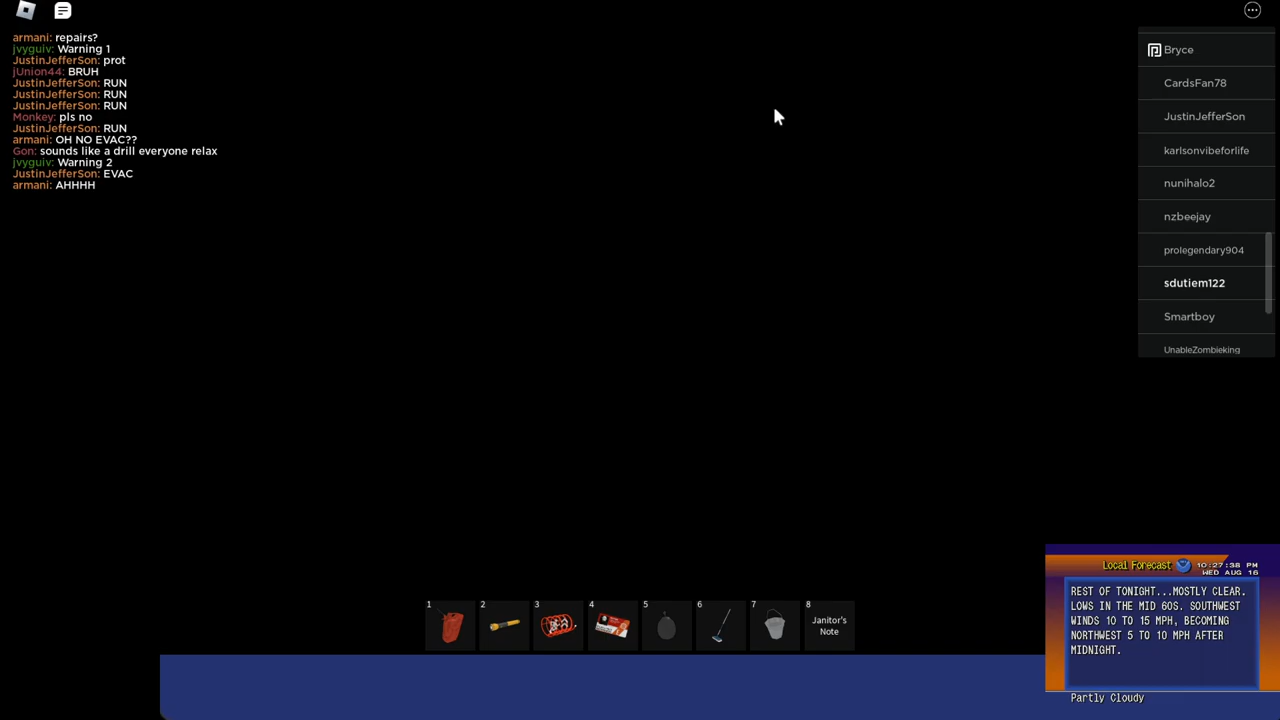 armani: repairs?
jvyguiv: Warning 1
JustinJefferSon: prot
jUnion44: BRUH
JustinJefferSon: RUN
JustinJefferSon: RUN
JustinJefferSon: RUN
Monkey: pls no
JustinJefferSon: RUN
armani: OH NO EVAC??
Gon: sounds like a drill everyone relax
jvyguiv: Warning 2
JustinJefferSon: EVAC
armani: AHHHH
Bryce
CardsFan78
JustinJefferSon
karlsonvibeforlife
nunihalo2
nzbeejay
prolegendary904
sdutiem122
Smartboy
UnableZombieking
1 2 3 4 5 6 7 8
Janitor's
Note
Local Forecast 10:27:38 PM
WED AUG 16
REST OF TONIGHT...MOSTLY CLEAR.
LOWS IN THE MID 60S. SOUTHWEST
WINDS 10 TO 15 MPH, BECOMING
NORTHWEST 5 TO 10 MPH AFTER
MIDNIGHT.
Partly Cloudy